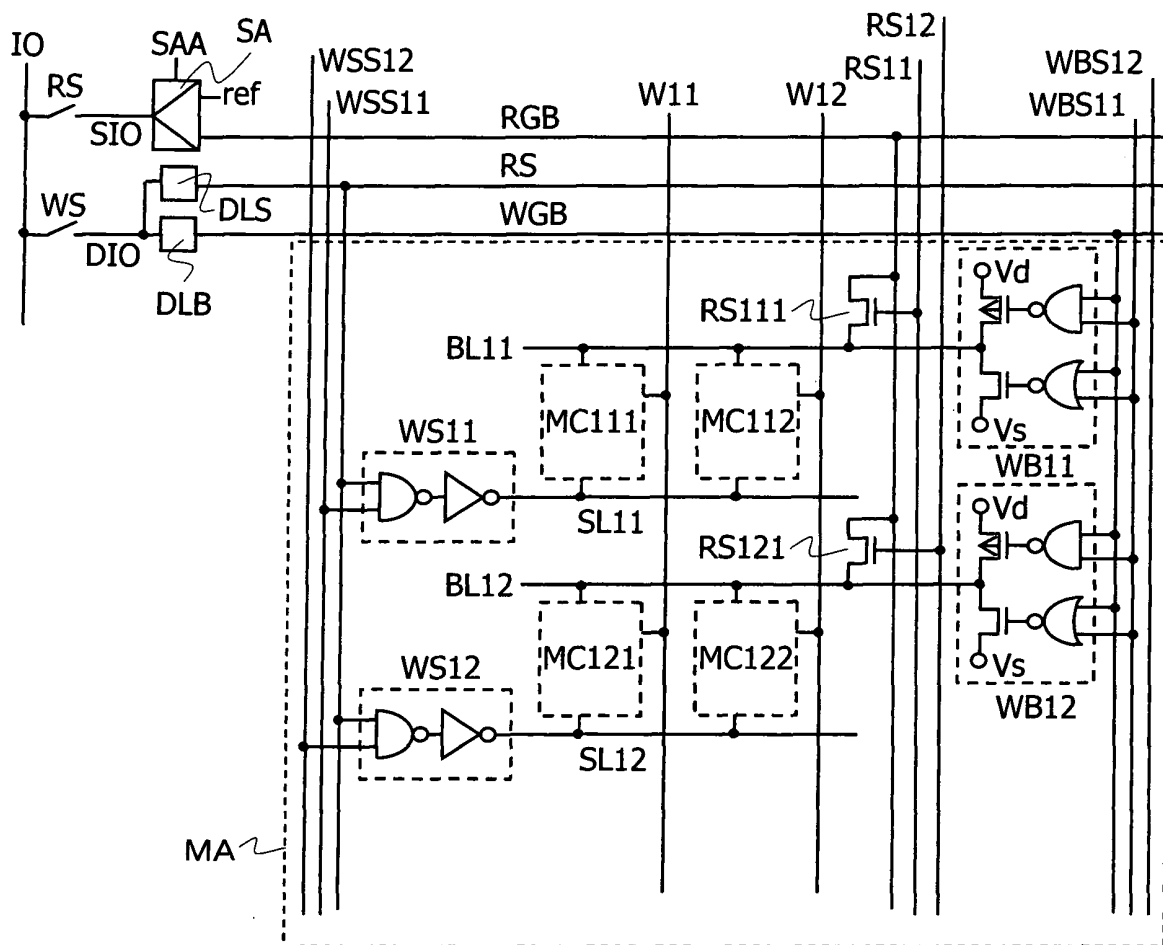 IO
RS
SAA
SA
ref
SIO
WSS12
WSS11
W11
W12
RS12
RS11
WBS12
WBS11
RGB
RS
WS
DLS
WGB
DIO
DLB
RS111
Vd
BL11
MC111
MC112
Vs
WB11
WS11
SL11
RS121
Vd
BL12
MC121
MC122
Vs
WB12
WS12
SL12
MA